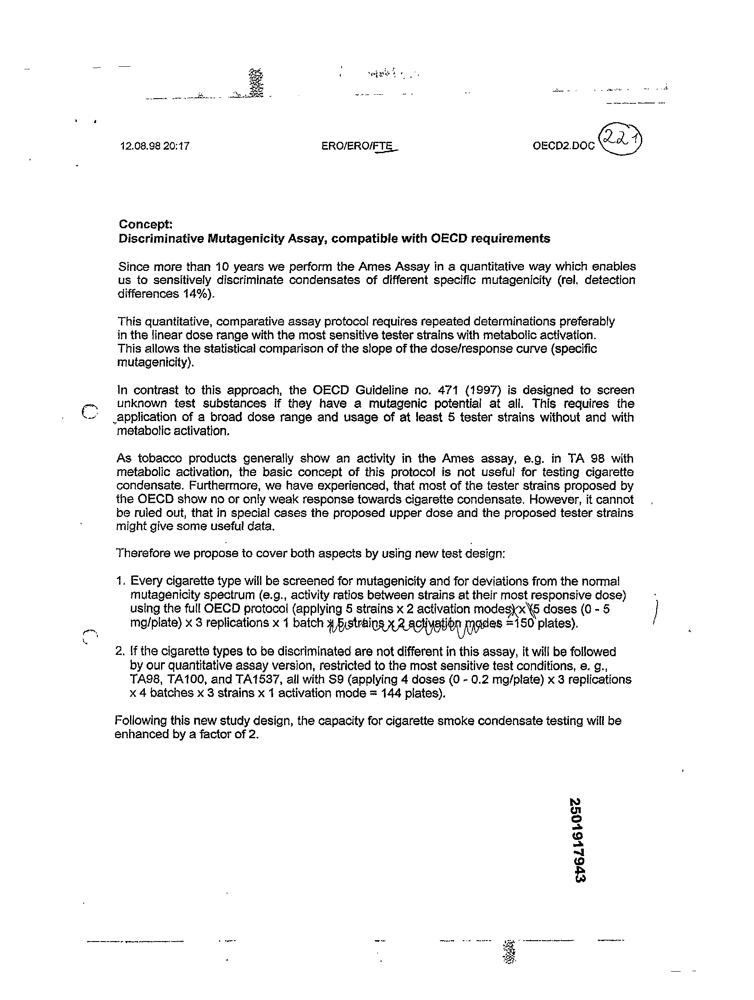 12.08.98 20:17 ERO/ERO/FTE OECD2.DOC 221
Concept:
Discriminative Mutagenicity Assay, compatible with OECD requirements
Since more than 10 years we perform the Ames Assay in a quantitative way which enables
us to sensitively discriminate condensates of different specific mutagenicity (rel. detection
differences 14%).
This quantitative, comparative assay protocol requires repeated determinations preferably
in the linear dose range with the most sensitive tester strains with metabolic activation.
This allows the statistical comparison of the slope of the dose/response curve (specific
mutagenicity).
In contrast to this approach, the OECD Guideline no. 471 (1997) is designed to screen
unknown test substances if they have a mutagenic potential at all. This requires the
application of a broad dose range and usage of at least 5 tester strains without and with
metabolic activation.
As tobacco products generally show an activity in the Ames assay, e.g. in TA 98 with
metabolic activation, the basic concept of this protocol is not useful for testing cigarette
condensate. Furthermore, we have experienced, that most of the tester strains proposed by
the OECD show no or only weak response towards cigarette condensate. However, it cannot
be ruled out, that in special cases the proposed upper dose and the proposed tester strains
might give some useful data.
Therefore we propose to cover both aspects by using new test design:
1. Every cigarette type will be screened for mutagenicity and for deviations from the normal
mutagenicity spectrum (e.g., activity ratios between strains at their most responsive dose)
using the full OECD protocol (applying 5 strains x 2 activation modes x 5 doses (0 - 5
mg/plate) x 3 replications x 1 batch x 5 strains x 2 activation modes = 150 plates).
2. If the cigarette types to be discriminated are not different in this assay, it will be followed
by our quantitative assay version, restricted to the most sensitive test conditions, e. g.,
TA98, TA100, and TA1537, all with S9 (applying 4 doses (0 - 0.2 mg/plate) x 3 replications
x 4 batches x 3 strains x 1 activation mode = 144 plates).
Following this new study design, the capacity for cigarette smoke condensate testing will be
enhanced by a factor of 2.
2501917943